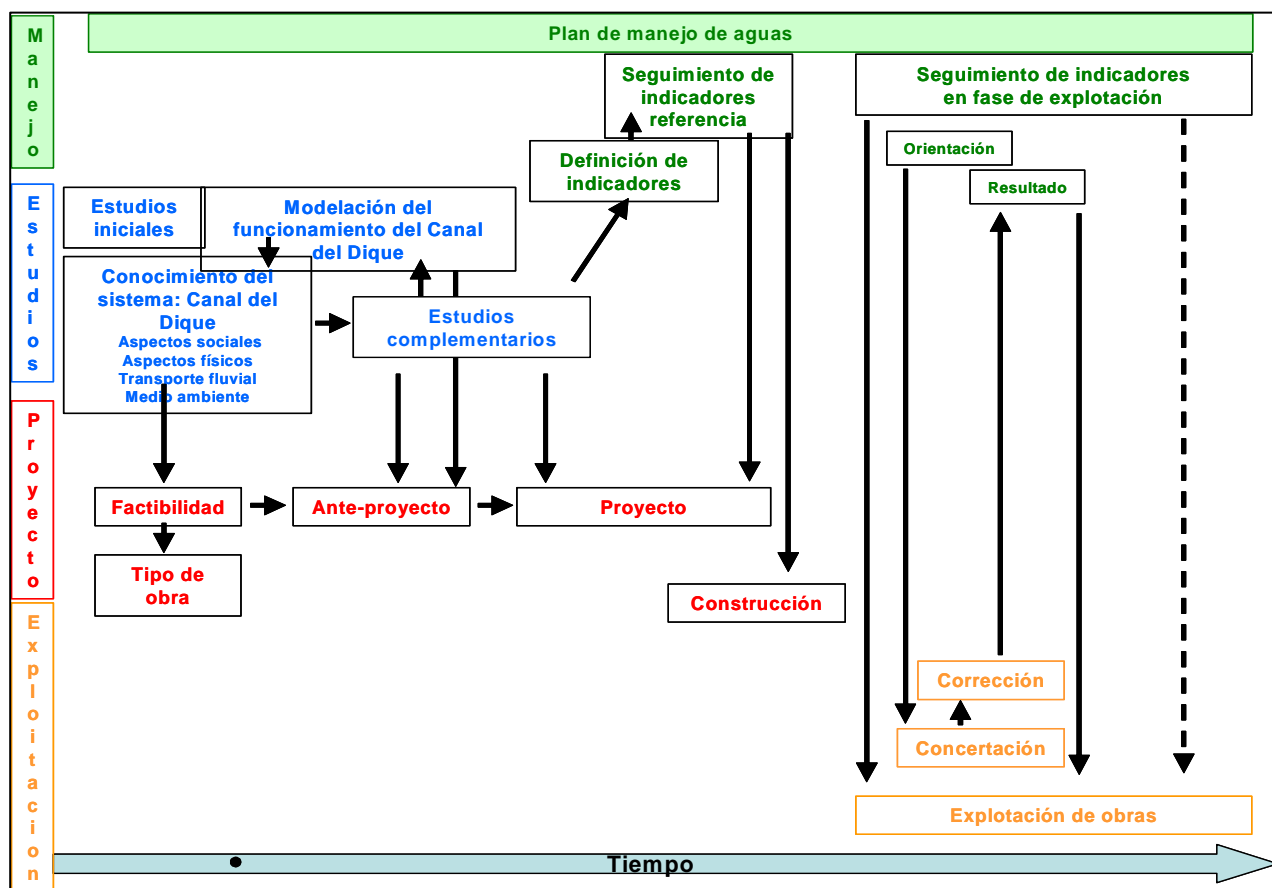 Manejo
Plan de manejo de aguas
Seguimiento de
indicadores
referencia
Seguimiento de indicadores
en fase de explotación
Orientación
Definición de
indicadores
Resultado
Estudios
Estudios
iniciales
Modelación del
funcionamiento del Canal
del Dique
Conocimiento del
sistema: Canal del
Dique
Aspectos sociales
Aspectos físicos
Transporte fluvial
Medio ambiente
Estudios
complementarios
Proyecto
Factibilidad
Ante-proyecto
Proyecto
Tipo de
obra
Construcción
Exploitacion
Corrección
Concertación
Explotación de obras
Tiempo